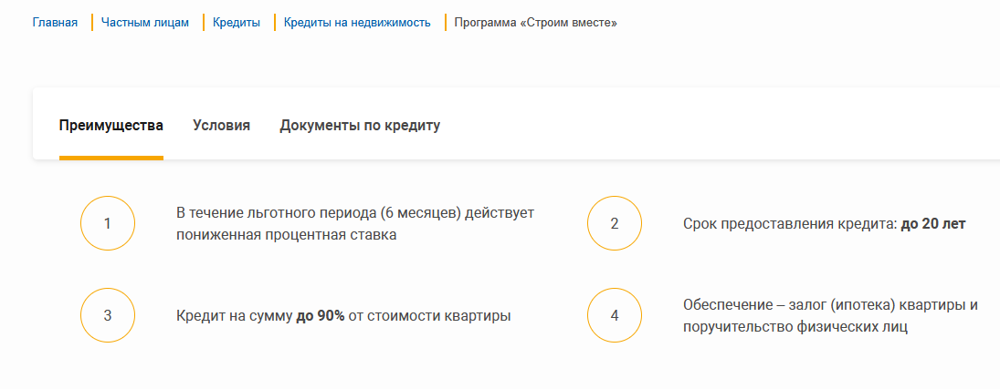 Главная Частным лицам Кредиты Кредиты на недвижимость Программа «Строим вместе»
Преимущества Условия Документы по кредиту
1
В течение льготного периода (6 месяцев) действует
пониженная процентная ставка
2
Срок предоставления кредита: до 20 лет
3
Кредит на сумму до 90% от стоимости квартиры
4
Обеспечение – залог (ипотека) квартиры и
поручительство физических лиц